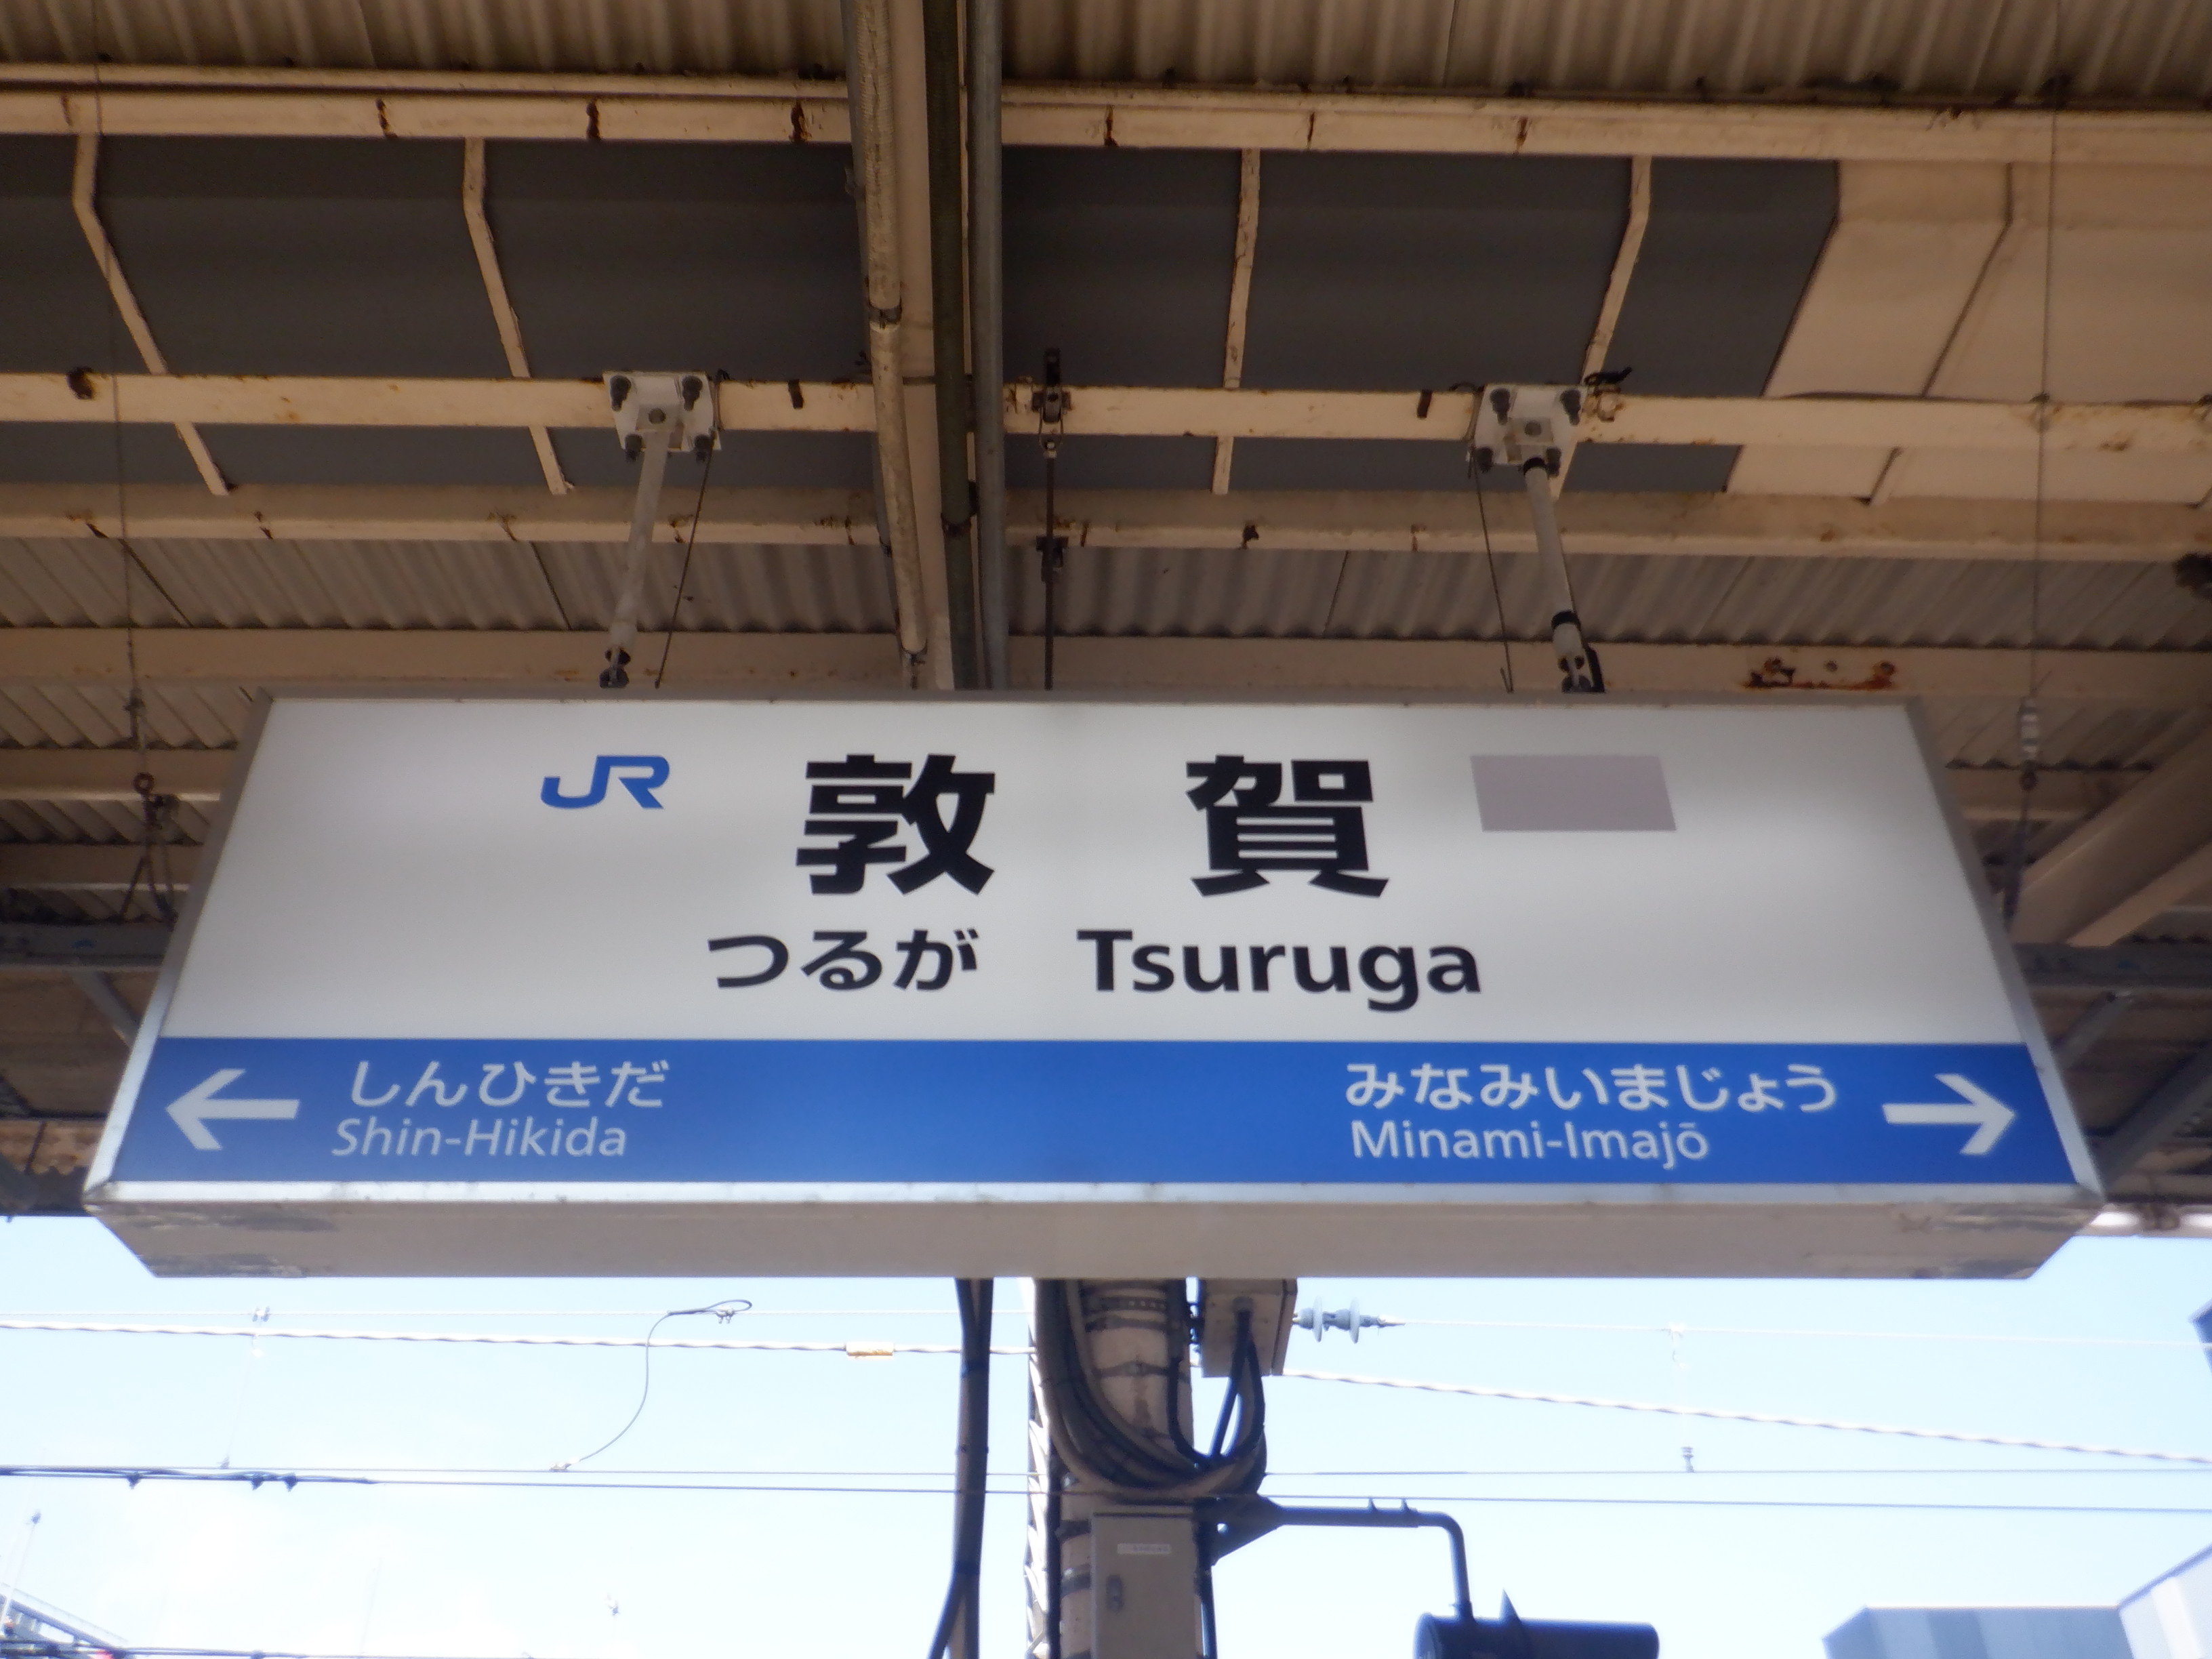 JR 敦賀
つるが Tsuruga
しんひきだ
Shin-Hikida
みなみいまじょう
Minami-Imajō